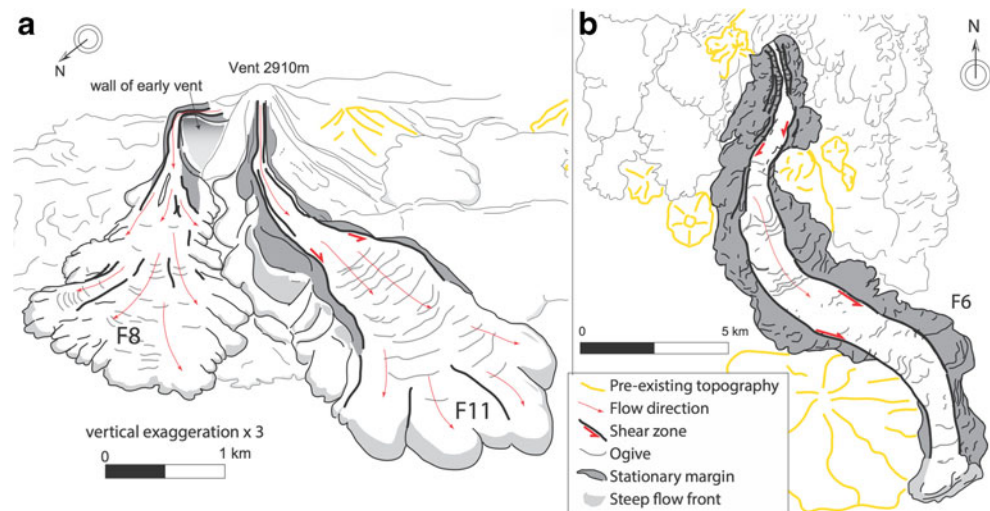 a
N
Vent 2910m
wall of early vent
F8
F11
vertical exaggeration x 3
0
1 km
b
N
F6
0
5 km
Pre-existing topography
Flow direction
Shear zone
Ogive
Stationary margin
Steep flow front